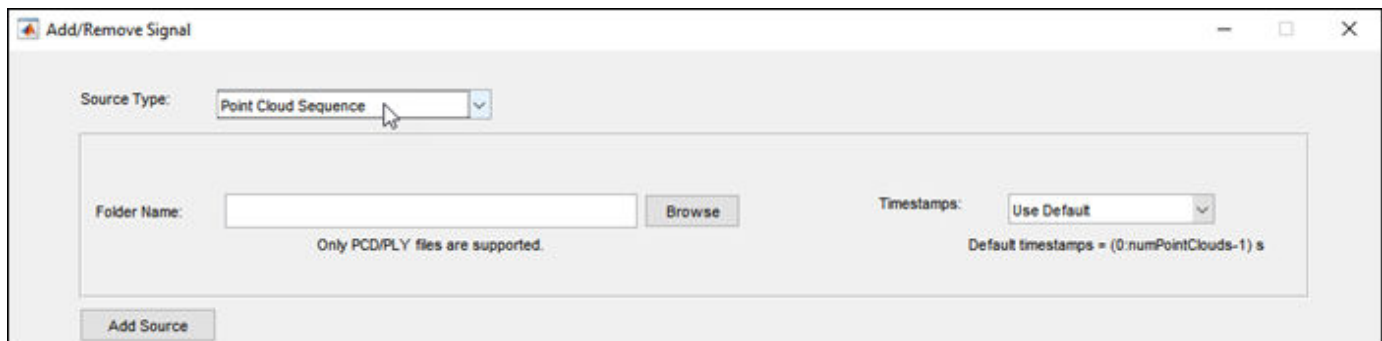 Add/Remove Signal
Source Type: Point Cloud Sequence
Folder Name: Browse Timestamps: Use Default
Only PCD/PLY files are supported. Default timestamps = (0:numPointClouds-1) s
Add Source